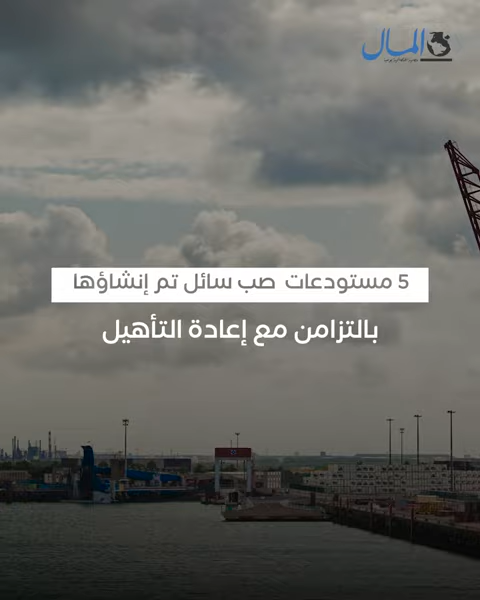 المال
5 مستودعات صب سائل تم إنشاؤها
بالتزامن مع إعادة التأهيل